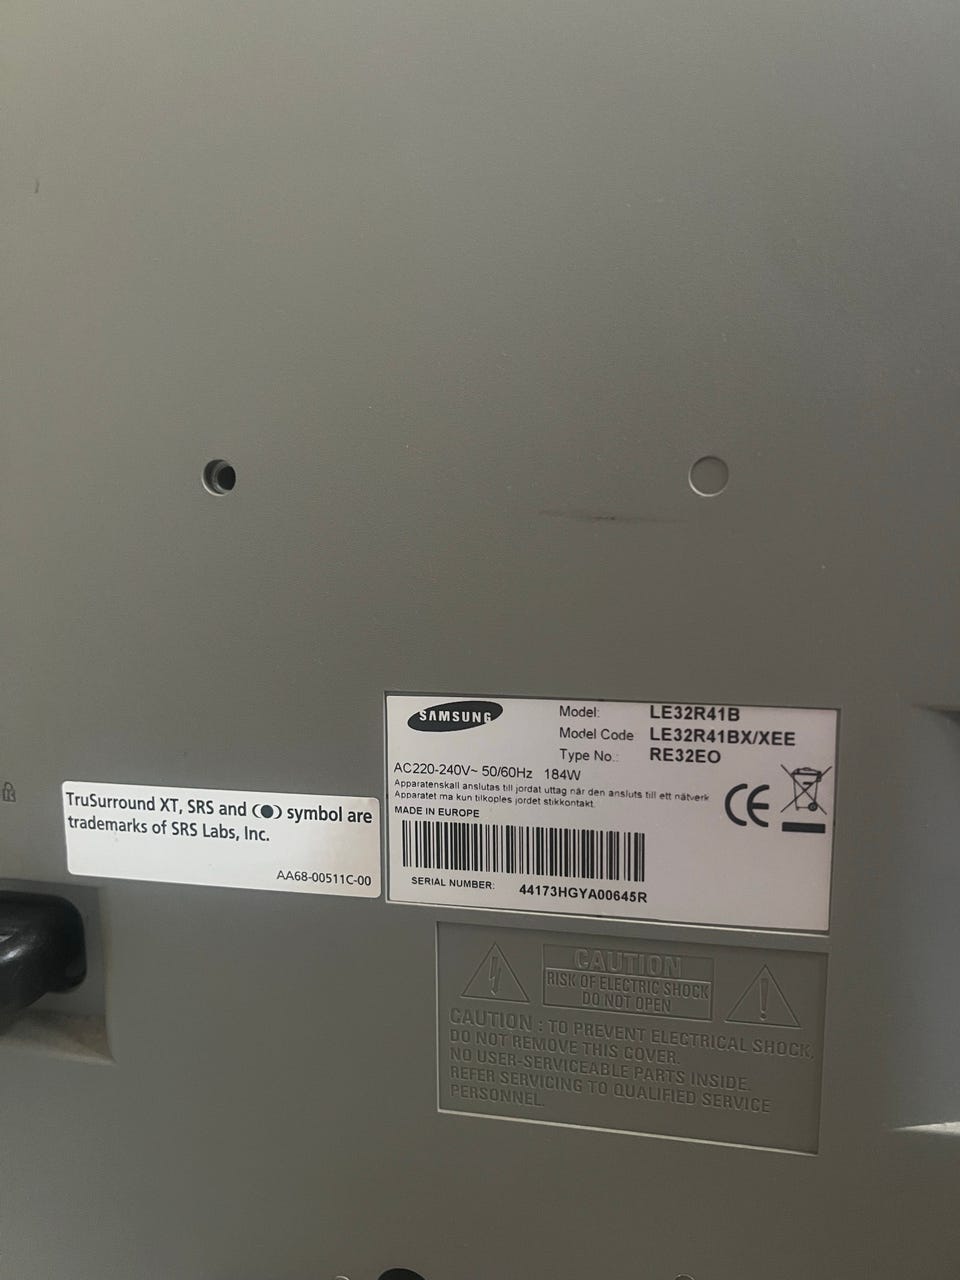 SAMSUNG
Model: LE32R41B
Model Code LE32R41BX/XEE
Type No.: RE32EO
AC220-240V~ 50/60Hz 184W
Apparatenskall anslutas till jordat uttag när den ansluts till ett nätverk
Apparatet ma kun tilkoples jordet stikkontakt.
MADE IN EUROPE
CE
SERIAL NUMBER: 44173HGYA00645R
TruSurround XT, SRS and symbol are
trademarks of SRS Labs, Inc.
AA68-00511C-00
CAUTION
RISK OF ELECTRIC SHOCK
DO NOT OPEN
CAUTION : TO PREVENT ELECTRICAL SHOCK,
DO NOT REMOVE THIS COVER.
NO USER-SERVICEABLE PARTS INSIDE.
REFER SERVICING TO QUALIFIED SERVICE
PERSONNEL.